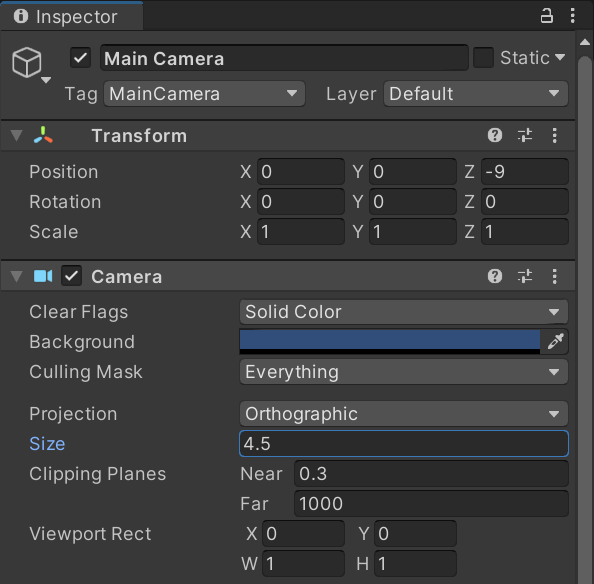 Inspector
Main Camera Static
Tag MainCamera Layer Default
Transform
Position X 0 Y 0 Z -9
Rotation X 0 Y 0 Z 0
Scale X 1 Y 1 Z 1
Camera
Clear Flags Solid Color
Background
Culling Mask Everything
Projection Orthographic
Size 4.5
Clipping Planes Near 0.3
Far 1000
Viewport Rect X 0 Y 0
W 1 H 1